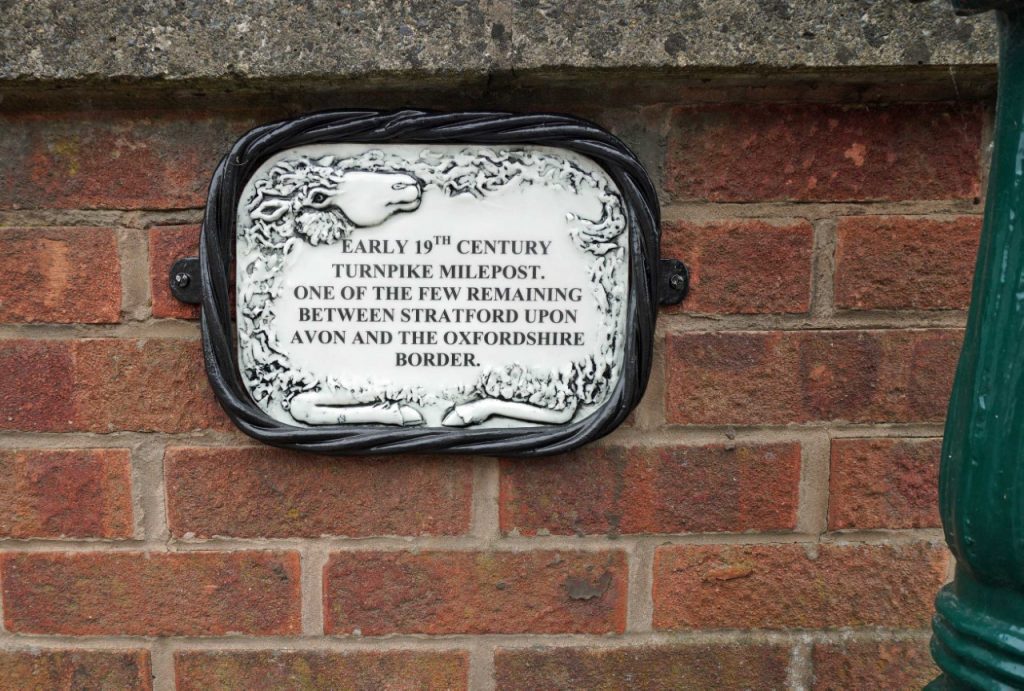 EARLY 19TH CENTURY
TURNPIKE MILEPOST.
ONE OF THE FEW REMAINING
BETWEEN STRATFORD UPON
AVON AND THE OXFORDSHIRE
BORDER.